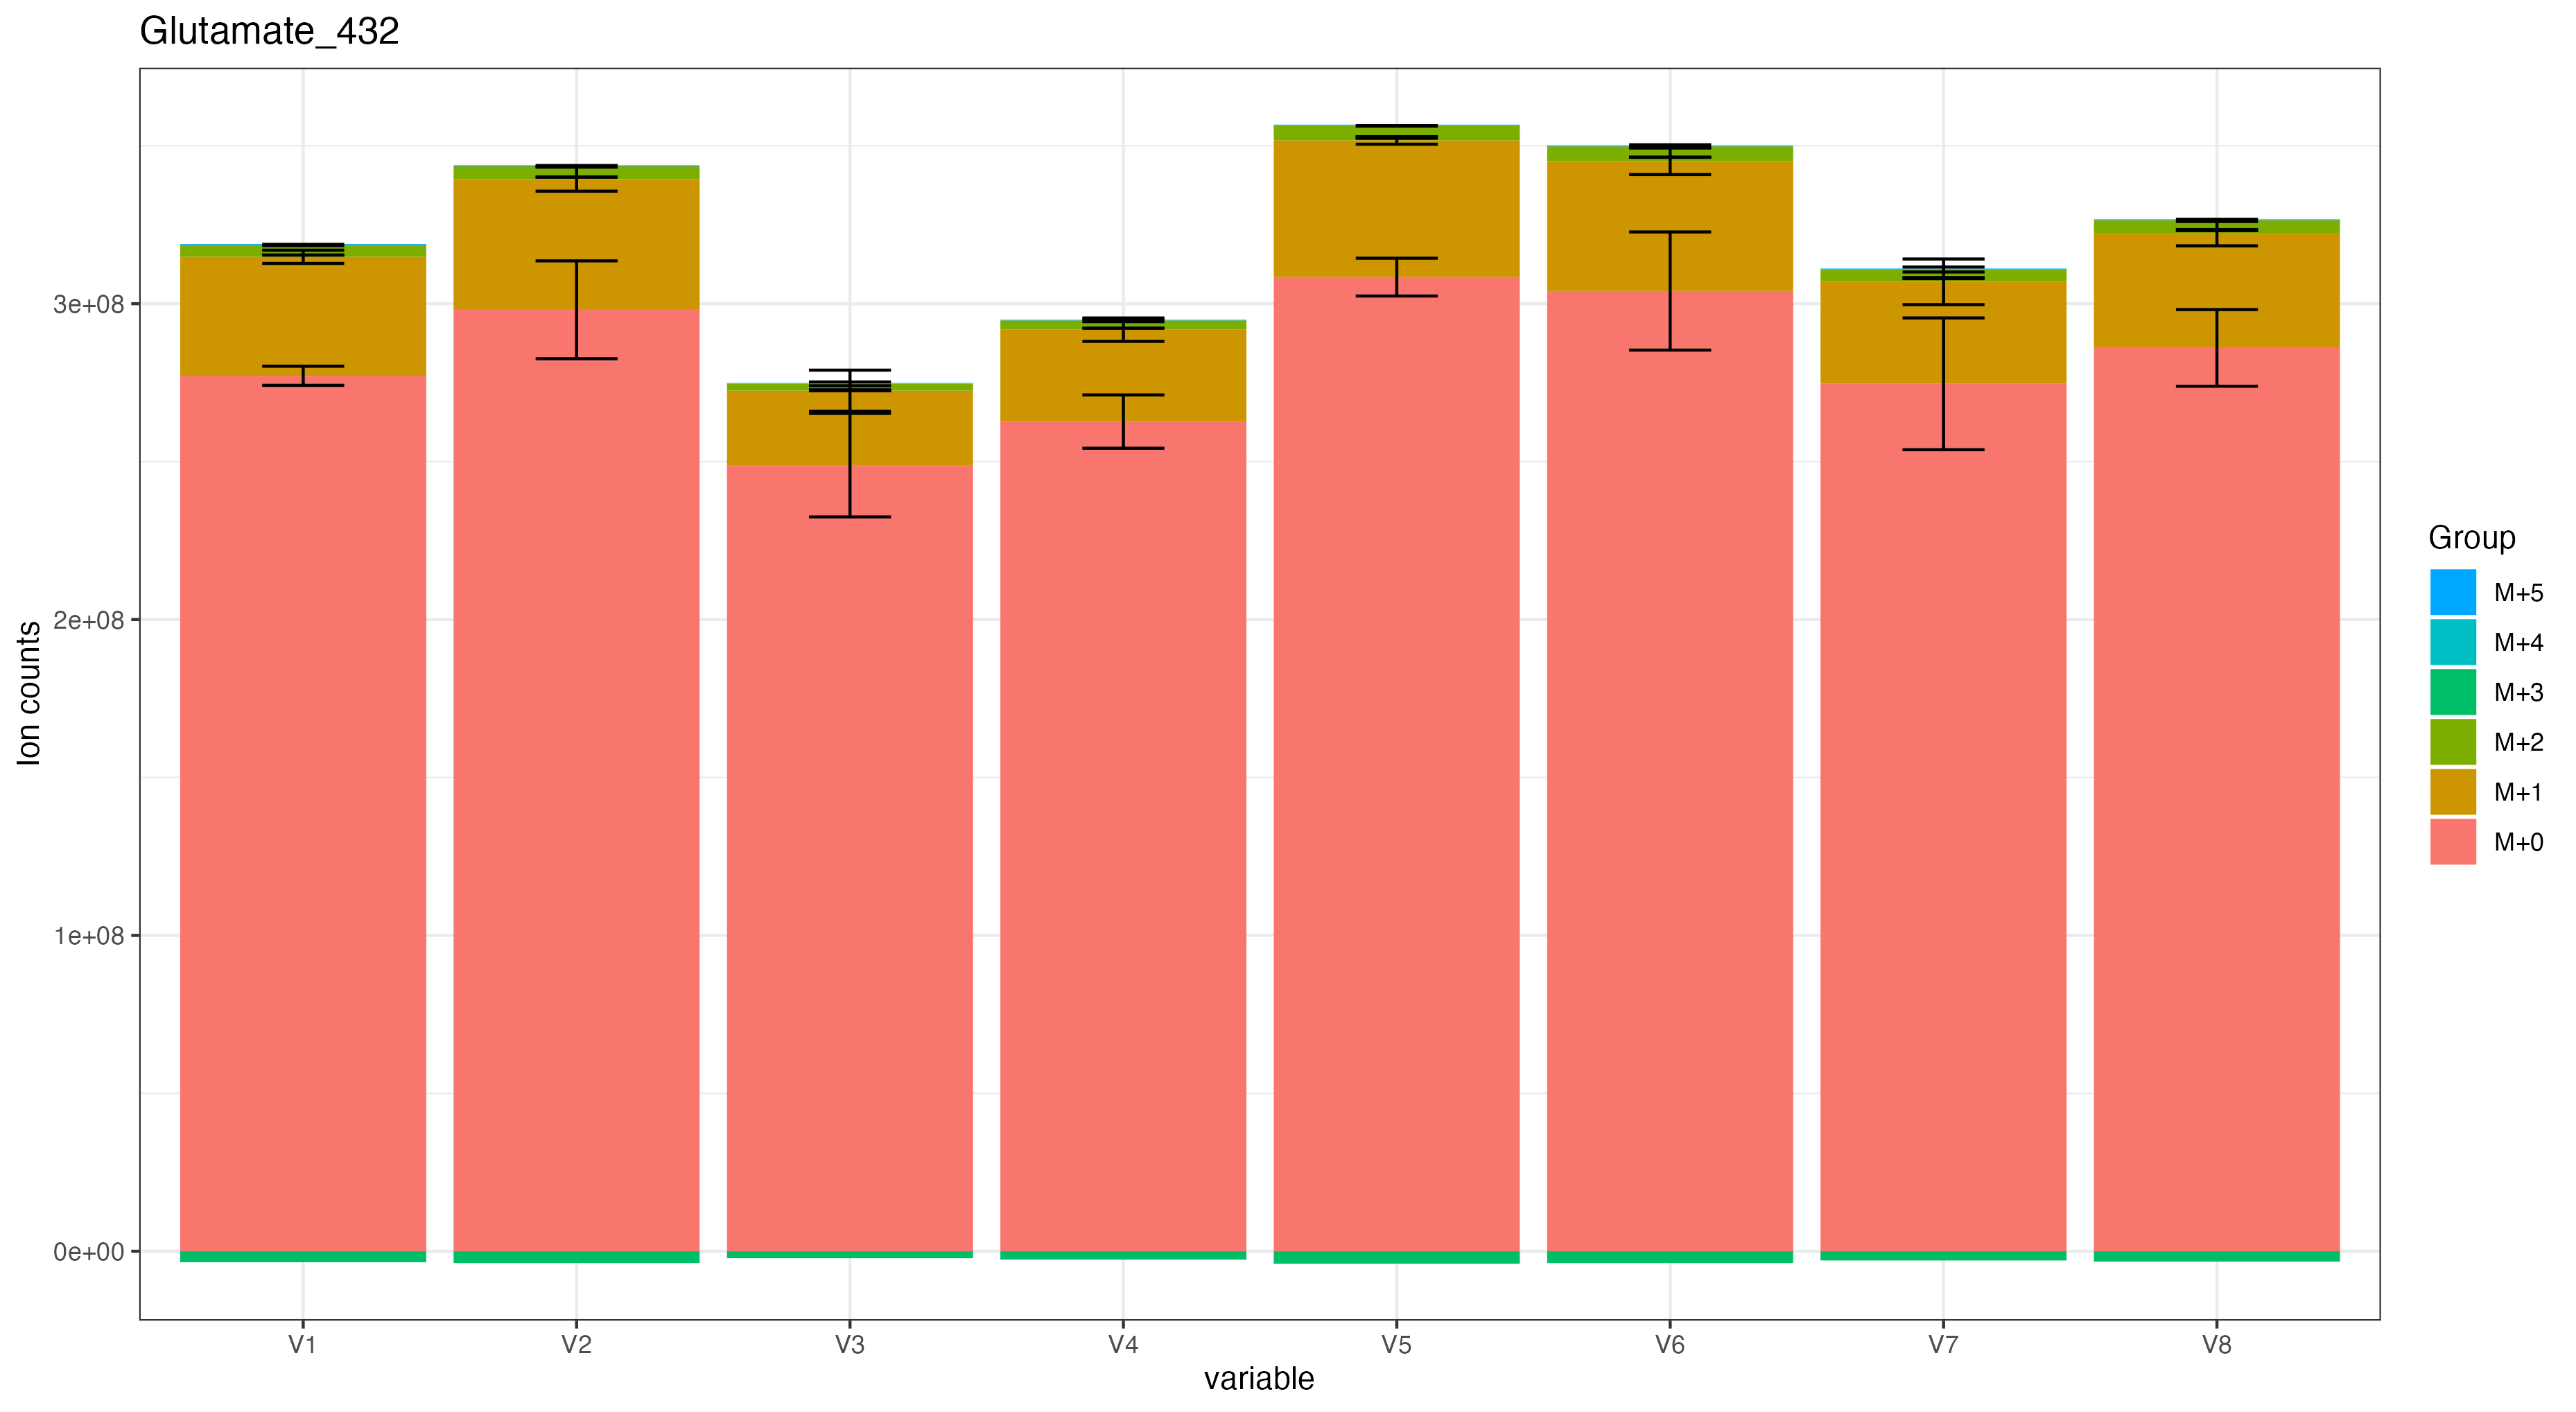 Glutamate_432
Ion counts
3e+08
2e+08
1e+08
0e+00
V1 V2 V3 V4 V5 V6 V7 V8
variable
Group
M+5
M+4
M+3
M+2
M+1
M+0